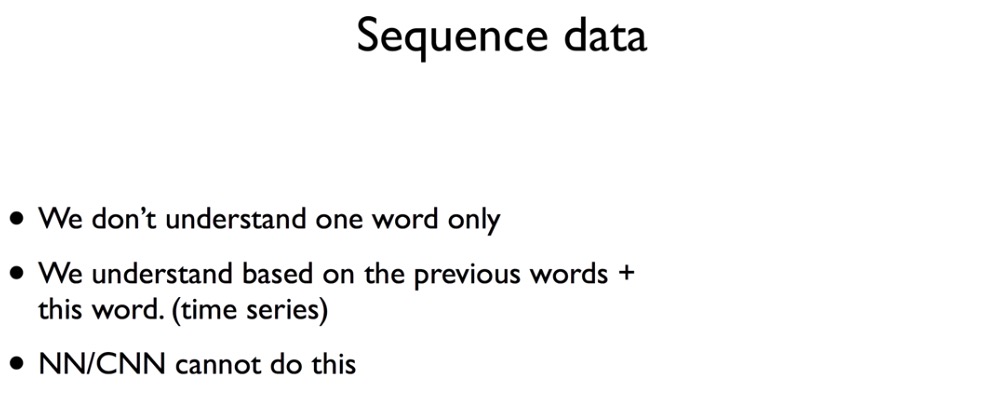 Sequence data
• We don’t understand one word only
• We understand based on the previous words +
this word. (time series)
• NN/CNN cannot do this